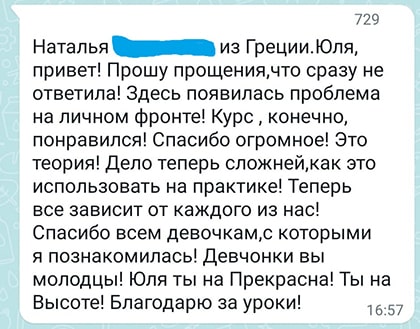 729
Наталья из Греции.Юля,
привет! Прошу прощения,что сразу не
ответила! Здесь появилась проблема
на личном фронте! Курс , конечно,
понравился! Спасибо огромное! Это
теория! Дело теперь сложней,как это
использовать на практике! Теперь
все зависит от каждого из нас!
Спасибо всем девочкам,с которыми
я познакомилась! Девчонки вы
молодцы! Юля ты на Прекрасна! Ты на
Высоте! Благодарю за уроки!
16:57